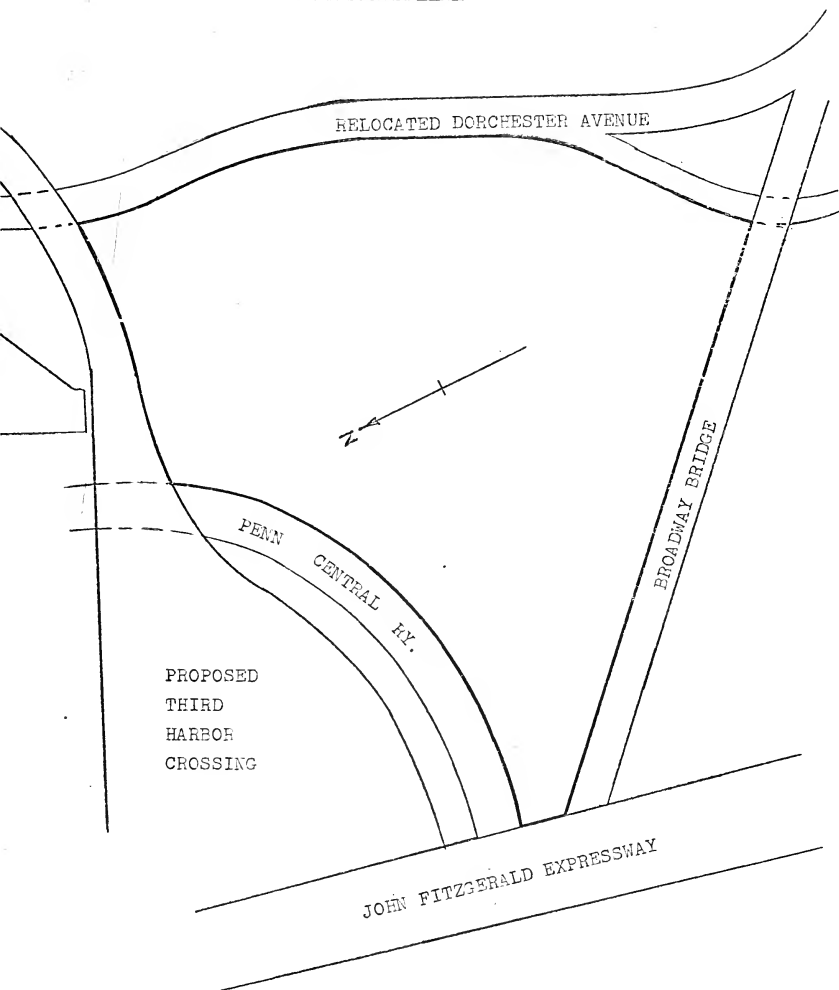 RELOCATED DORCHESTER AVENUE
N
BROADWAY BRIDGE
PENN CENTRAL RY.
PROPOSED
THIRD
HARBOR
CROSSING
JOHN FITZGERALD EXPRESSWAY